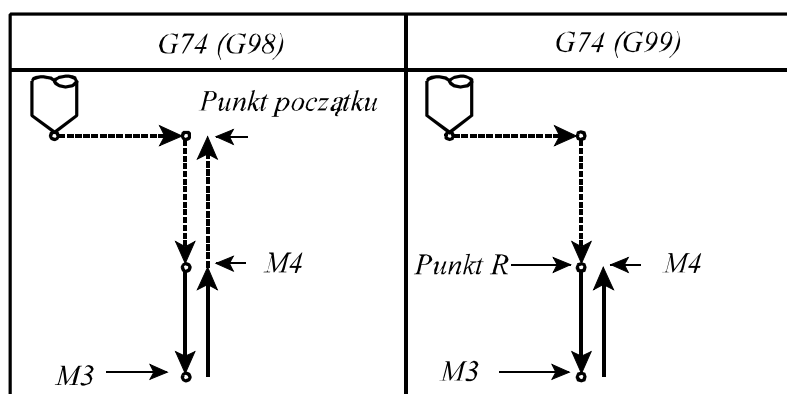 G74 (G98)
G74 (G99)
Punkt początku
M4
M3
Punkt R
M4
M3